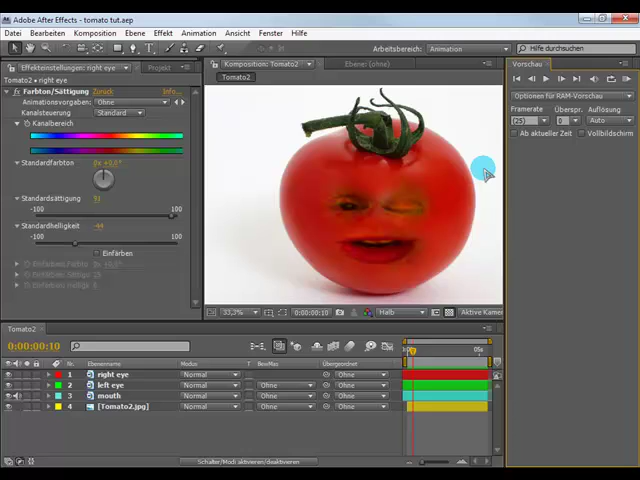 Adobe After Effects - tomato tut.aep
Datei Bearbeiten Komposition Ebene Effekt Animation Ansicht Fenster Hilfe
Arbeitsbereich: Animation Hilfe durchsuchen
Effekteinstellungen: right eye Projekt
Tomato2 • right eye
Farbton/Sättigung Zurück Info...
Animationsvorgaben: Ohne
Kanalsteuerung: Standard
Kanalbereich
Standardfarbton
0x +0,0°
Standardsättigung 91
-100 100
Standardhelligkeit -44
-100 100
Einfärben
Komposition: Tomato2 Ebene: (ohne)
Tomato2
33,3% 0:00:00:10 Halb Aktive Kamer
Vorschau
Optionen für RAM-Vorschau
Framerate Überspr. Auflösung
(25) 0 Auto
Ab aktueller Zeit Vollbildschirm
Tomato2
0:00:00:10
05s
Nr. Ebenenname Modus T BewMas Übergeordnet
1 right eye Normal Ohne
2 left eye Normal Ohne Ohne
3 mouth Normal Ohne Ohne
4 [Tomato2.jpg] Normal Ohne Ohne
Schalter/Modi aktivieren/deaktivieren